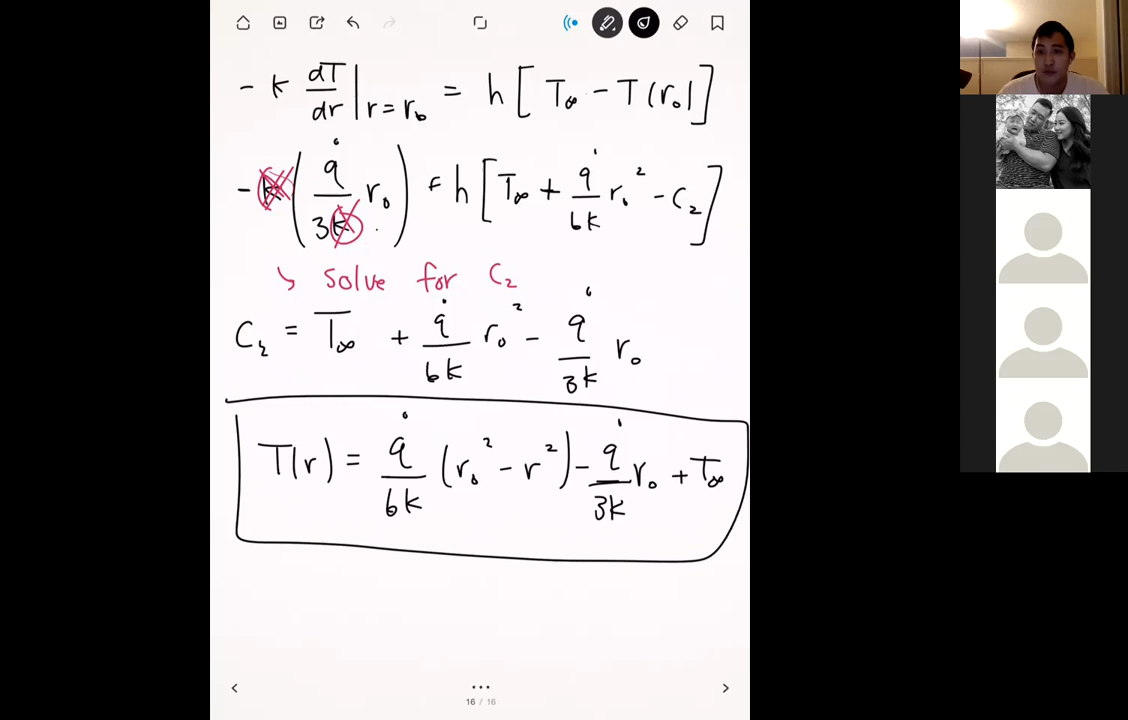 - k dT/dr | r = r₀ = h [ T∞ - T(r₀) ]
- k ( q̇/3k r₀ ) = h [ T∞ + q̇/6k r₀² - C₂ ]
↳ solve for C₂
C₂ = T∞ + q̇/6k r₀² - q̇/3k r₀
T(r) = q̇/6k (r₀² - r²) - q̇/3k r₀ + T∞
16 / 16